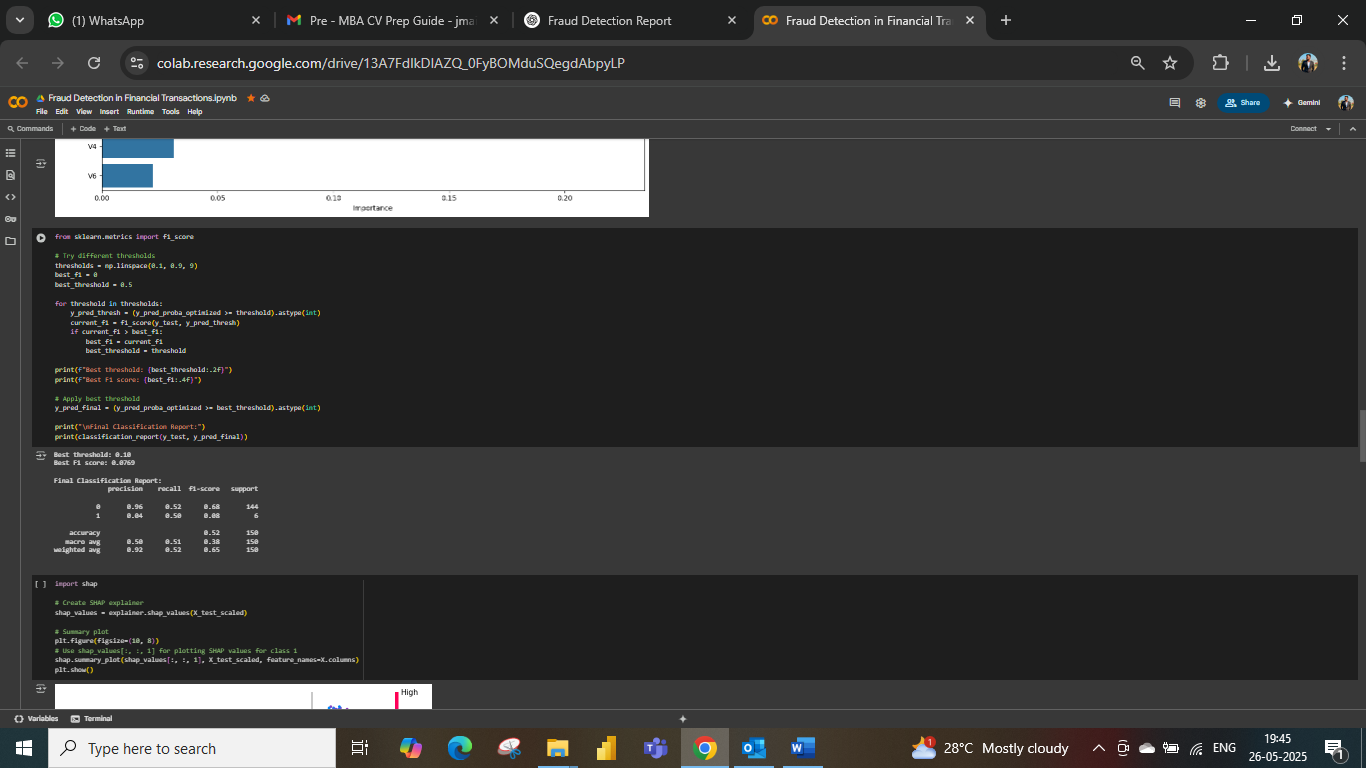 (1) WhatsApp
Pre - MBA CV Prep Guide - jma
Fraud Detection Report
Fraud Detection in Financial Tra
colab.research.google.com/drive/13A7FdIkDIAZQ_0FyBOMduSQegdAbpyLP
Fraud Detection in Financial Transactions.ipynb
File Edit View Insert Runtime Tools Help
Share
Gemini
Commands + Code + Text
Connect
V4
V6
0.00 0.05 0.10 0.15 0.20
Importance
from sklearn.metrics import f1_score
# Try different thresholds
thresholds = np.linspace(0.1, 0.9, 9)
best_f1 = 0
best_threshold = 0.5
for threshold in thresholds:
    y_pred_thresh = (y_pred_proba_optimized >= threshold).astype(int)
    current_f1 = f1_score(y_test, y_pred_thresh)
    if current_f1 > best_f1:
        best_f1 = current_f1
        best_threshold = threshold
print(f"Best threshold: {best_threshold:.2f}")
print(f"Best F1 score: {best_f1:.4f}")
# Apply best threshold
y_pred_final = (y_pred_proba_optimized >= best_threshold).astype(int)
print("\nFinal Classification Report:")
print(classification_report(y_test, y_pred_final))
Best threshold: 0.10
Best F1 score: 0.0769
Final Classification Report:
precision recall f1-score support
0 0.96 0.52 0.68 144
1 0.04 0.50 0.08 6
accuracy 0.52 150
macro avg 0.50 0.51 0.38 150
weighted avg 0.92 0.52 0.65 150
[ ] import shap
# Create SHAP explainer
shap_values = explainer.shap_values(X_test_scaled)
# Summary plot
plt.figure(figsize=(10, 8))
# Use shap_values[:, :, 1] for plotting SHAP values for class 1
shap.summary_plot(shap_values[:, :, 1], X_test_scaled, feature_names=X.columns)
plt.show()
High
Variables Terminal
Type here to search
28°C Mostly cloudy
ENG
19:45
26-05-2025
1
1